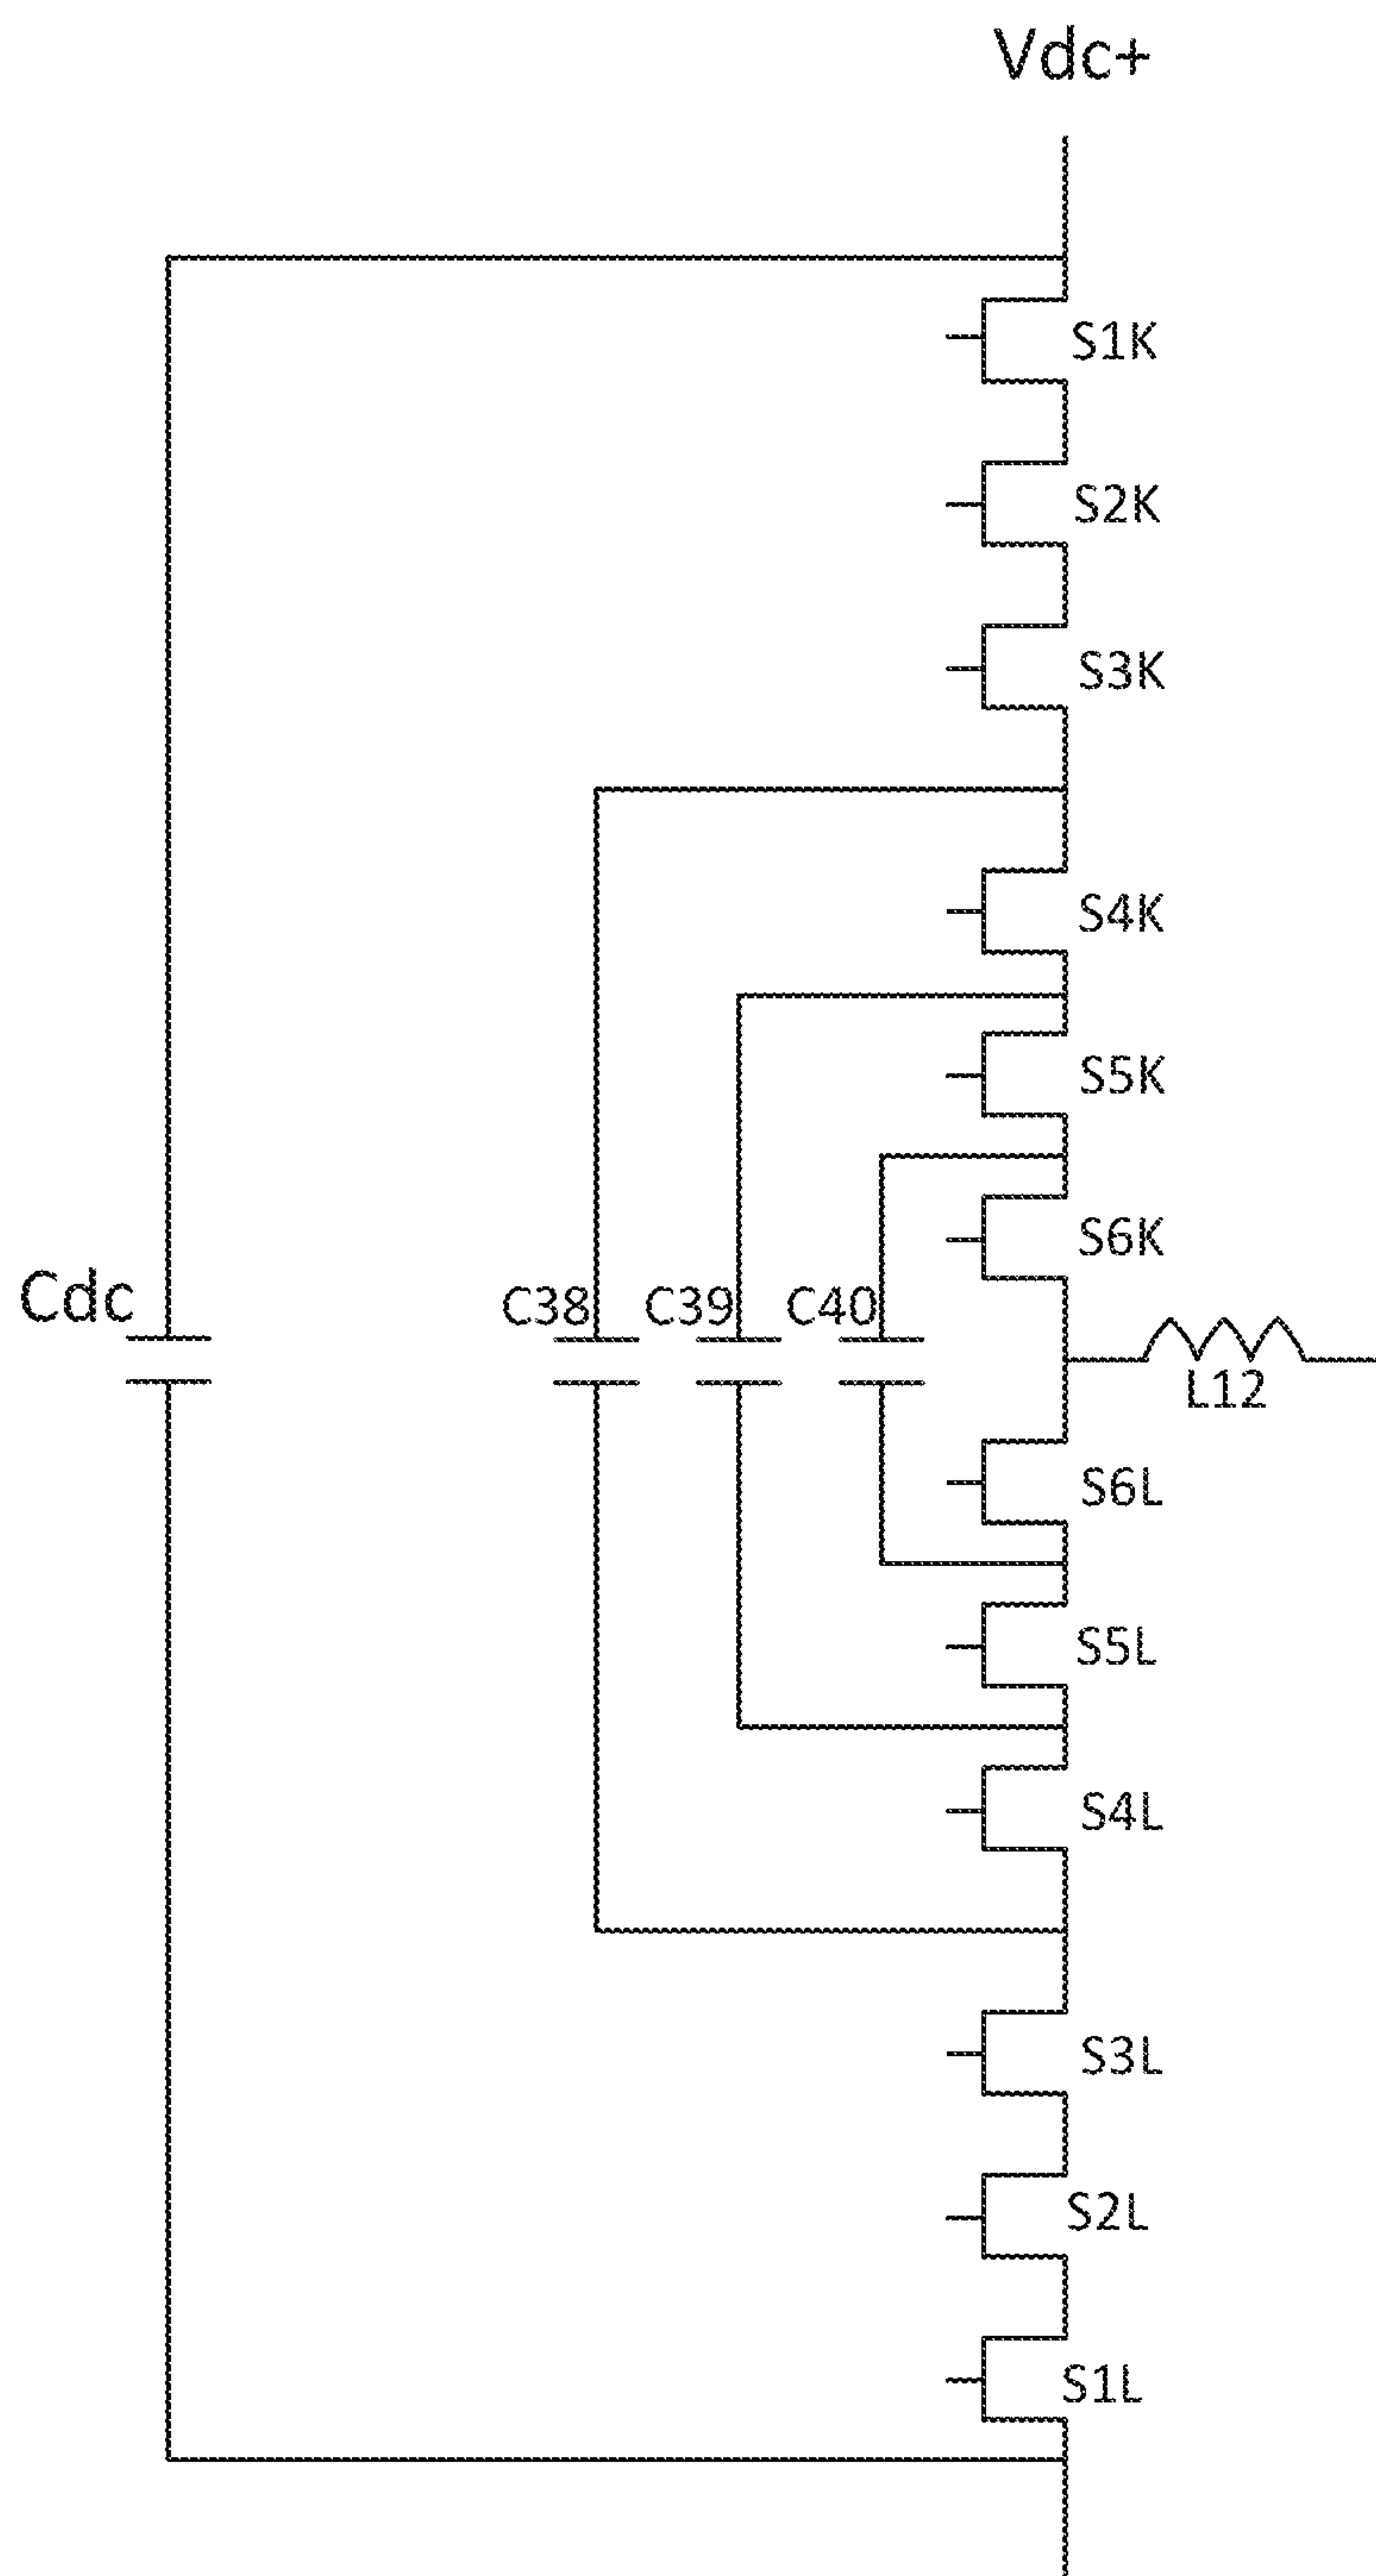 Vdc+
S1K
S2K
S3K
S4K
S5K
S6K
Cdc
C38
C39
C40
L12
S6L
S5L
S4L
S3L
S2L
S1L